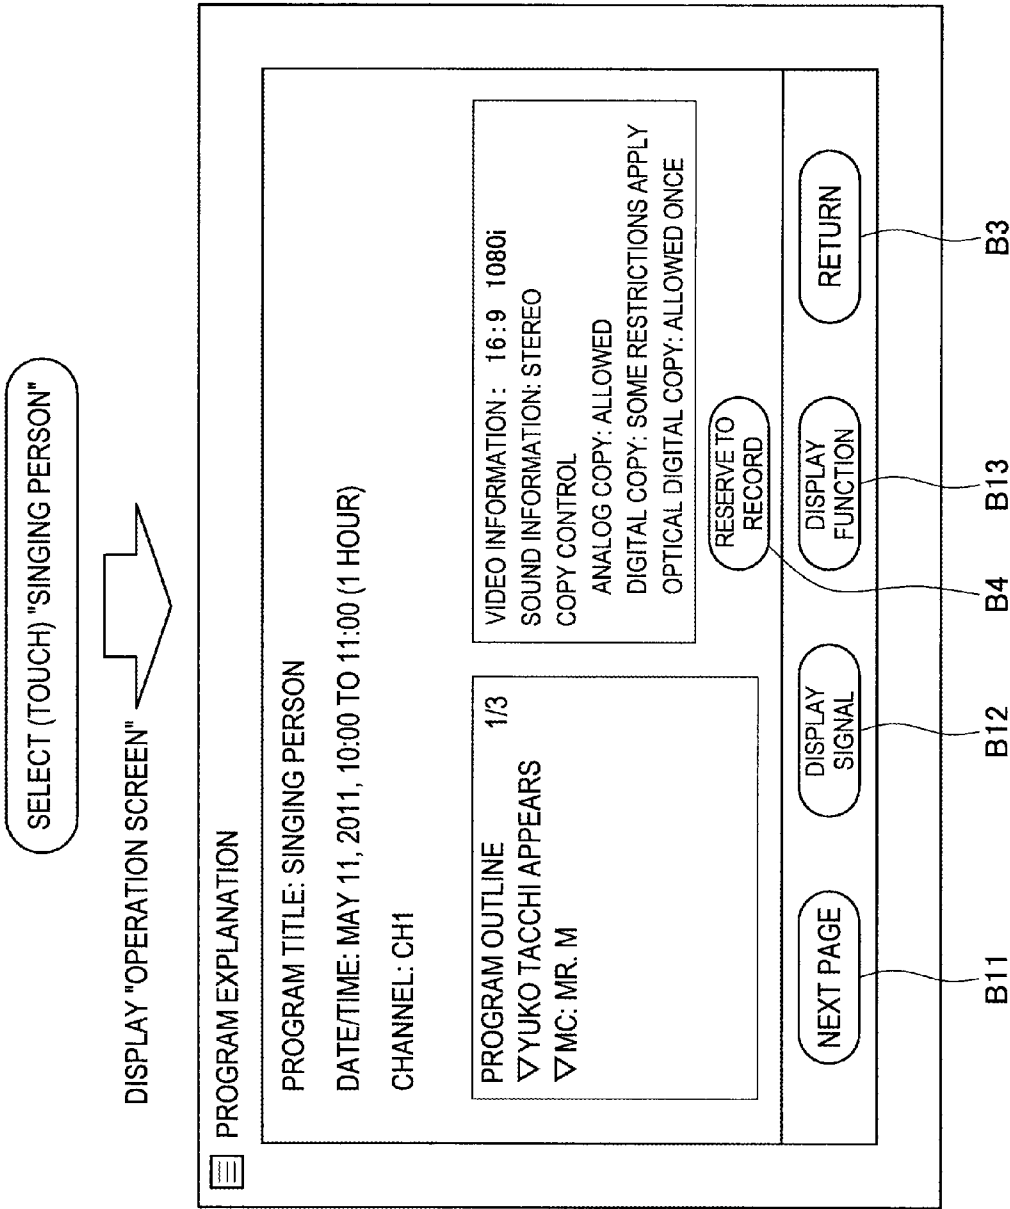 SELECT (TOUCH) "SINGING PERSON"
DISPLAY "OPERATION SCREEN"
PROGRAM EXPLANATION
PROGRAM TITLE: SINGING PERSON
DATE/TIME: MAY 11, 2011, 10:00 TO 11:00 (1 HOUR)
CHANNEL: CH1
PROGRAM OUTLINE 1/3
▽YUKO TACCHI APPEARS
▽MC: MR. M
VIDEO INFORMATION : 16:9 1080i
SOUND INFORMATION: STEREO
COPY CONTROL
ANALOG COPY: ALLOWED
DIGITAL COPY: SOME RESTRICTIONS APPLY
OPTICAL DIGITAL COPY: ALLOWED ONCE
RESERVE TO
RECORD
NEXT PAGE
DISPLAY
SIGNAL
DISPLAY
FUNCTION
RETURN
B11
B12
B4
B13
B3